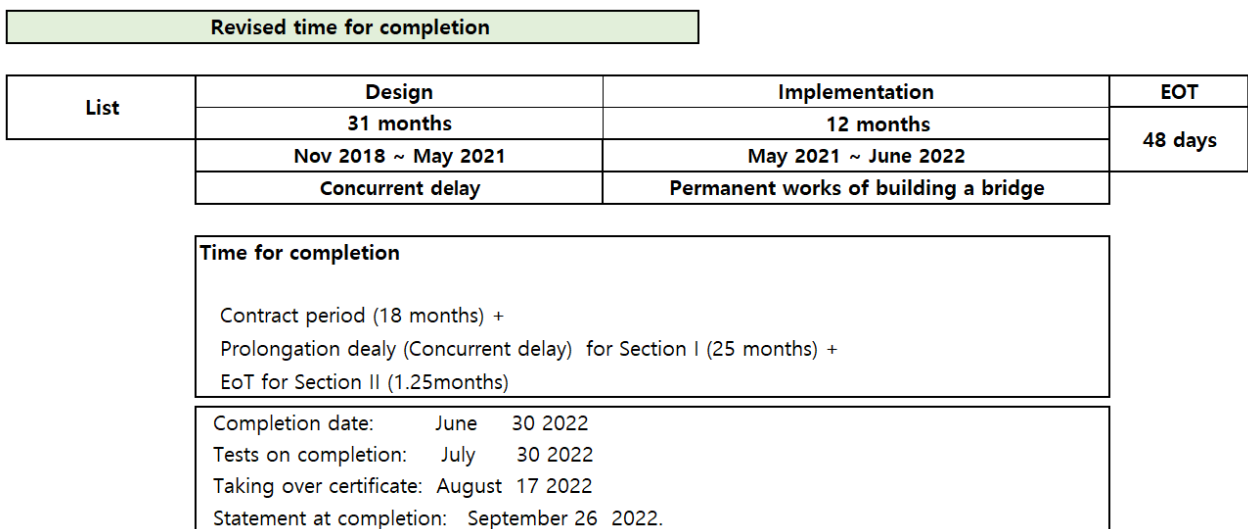 Revised time for completion
List Design Implementation EOT
31 months 12 months 48 days
Nov 2018 ~ May 2021 May 2021 ~ June 2022
Concurrent delay Permanent works of building a bridge
Time for completion
Contract period (18 months) +
Prolongation dealy (Concurrent delay) for Section I (25 months) +
EoT for Section II (1.25months)
Completion date: June 30 2022
Tests on completion: July 30 2022
Taking over certificate: August 17 2022
Statement at completion: September 26 2022.